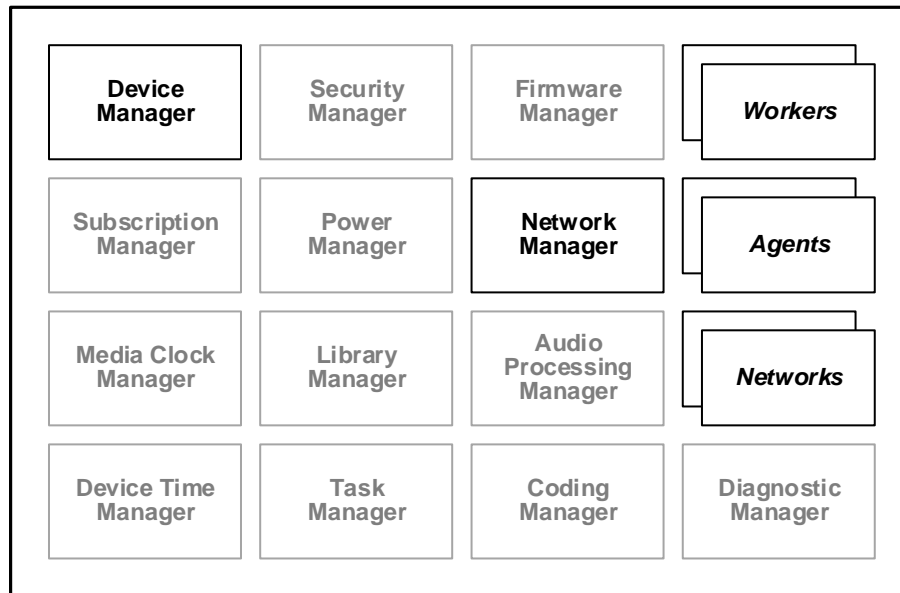 Device
Manager
Security
Manager
Firmware
Manager
Workers
Subscription
Manager
Power
Manager
Network
Manager
Agents
Media Clock
Manager
Library
Manager
Audio
Processing
Manager
Networks
Device Time
Manager
Task
Manager
Coding
Manager
Diagnostic
Manager